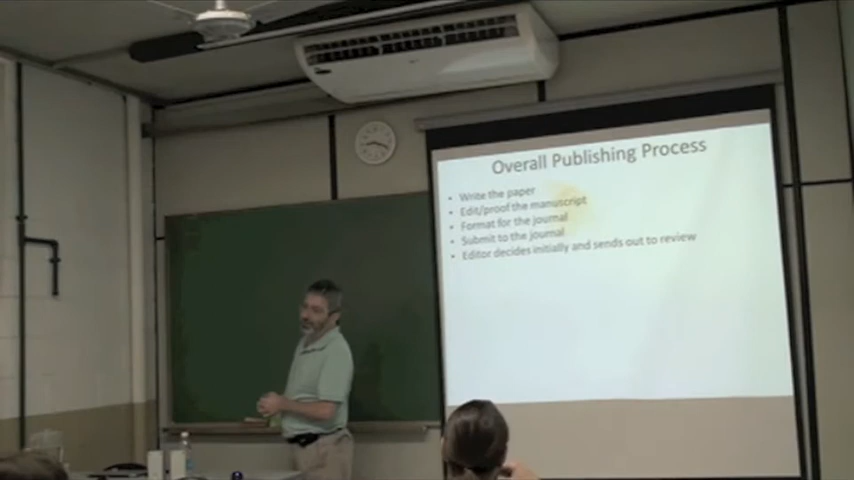 Overall Publishing Process
• Write the paper
• Edit/proof the manuscript
• Format for the journal
• Submit to the journal
• Editor decides initially and sends out to review